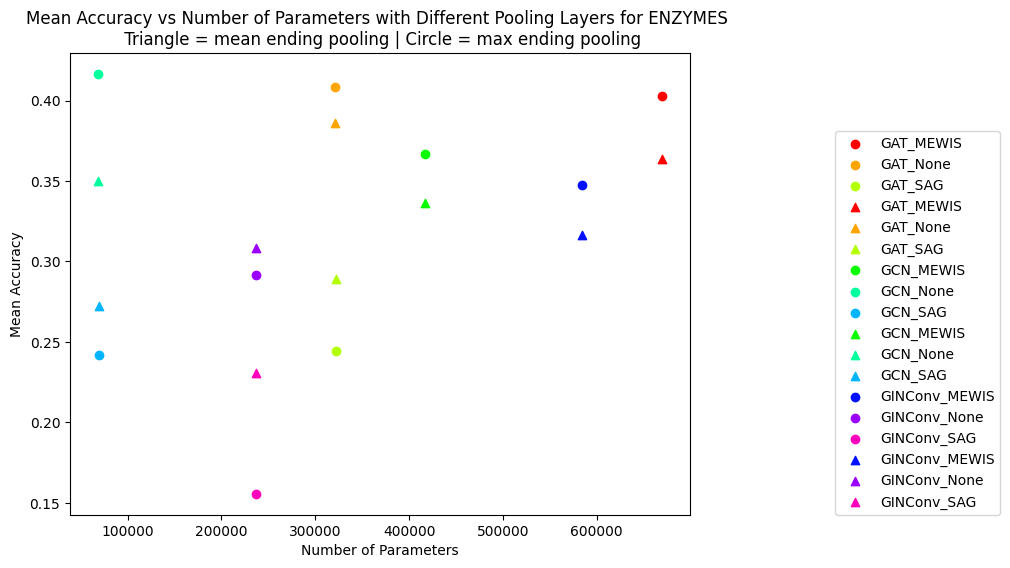 Mean Accuracy vs Number of Parameters with Different Pooling Layers for ENZYMES
Triangle = mean ending pooling | Circle = max ending pooling
0.40
0.35
0.30
0.25
0.20
0.15
Mean Accuracy
100000 200000 300000 400000 500000 600000
Number of Parameters
GAT_MEWIS
GAT_None
GAT_SAG
GAT_MEWIS
GAT_None
GAT_SAG
GCN_MEWIS
GCN_None
GCN_SAG
GCN_MEWIS
GCN_None
GCN_SAG
GINConv_MEWIS
GINConv_None
GINConv_SAG
GINConv_MEWIS
GINConv_None
GINConv_SAG